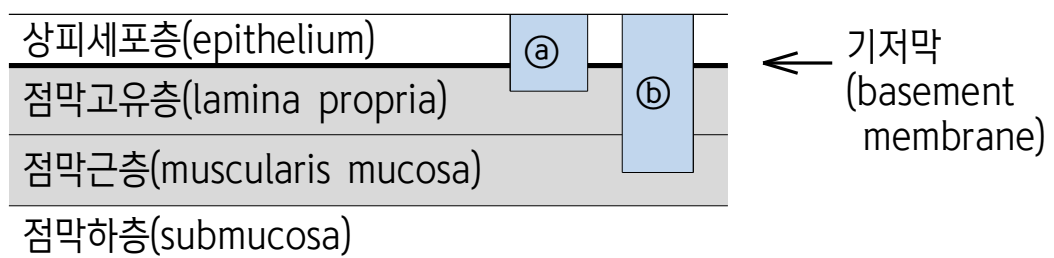 상피세포층(epithelium)
ⓐ
기저막
(basement
membrane)
점막고유층(lamina propria)
ⓑ
점막근층(muscularis mucosa)
점막하층(submucosa)